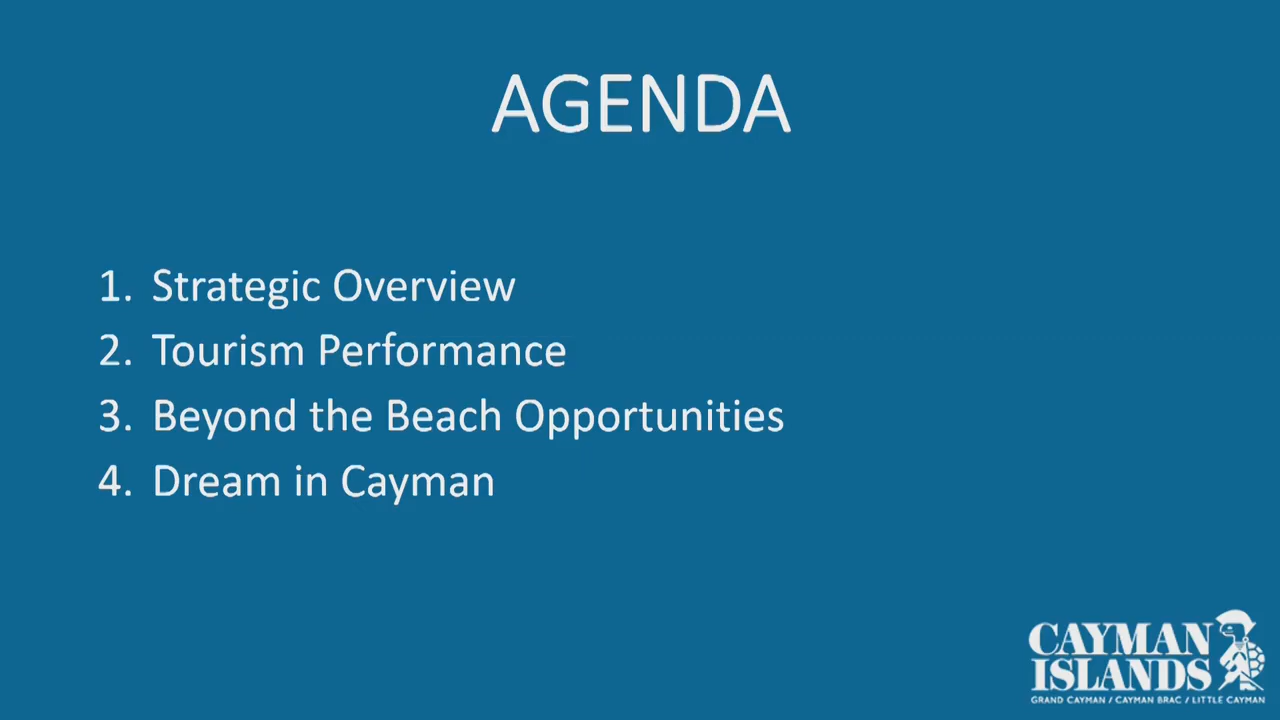 AGENDA
1. Strategic Overview
2. Tourism Performance
3. Beyond the Beach Opportunities
4. Dream in Cayman
CAYMAN
ISLANDS
GRAND CAYMAN / CAYMAN BRAC / LITTLE CAYMAN